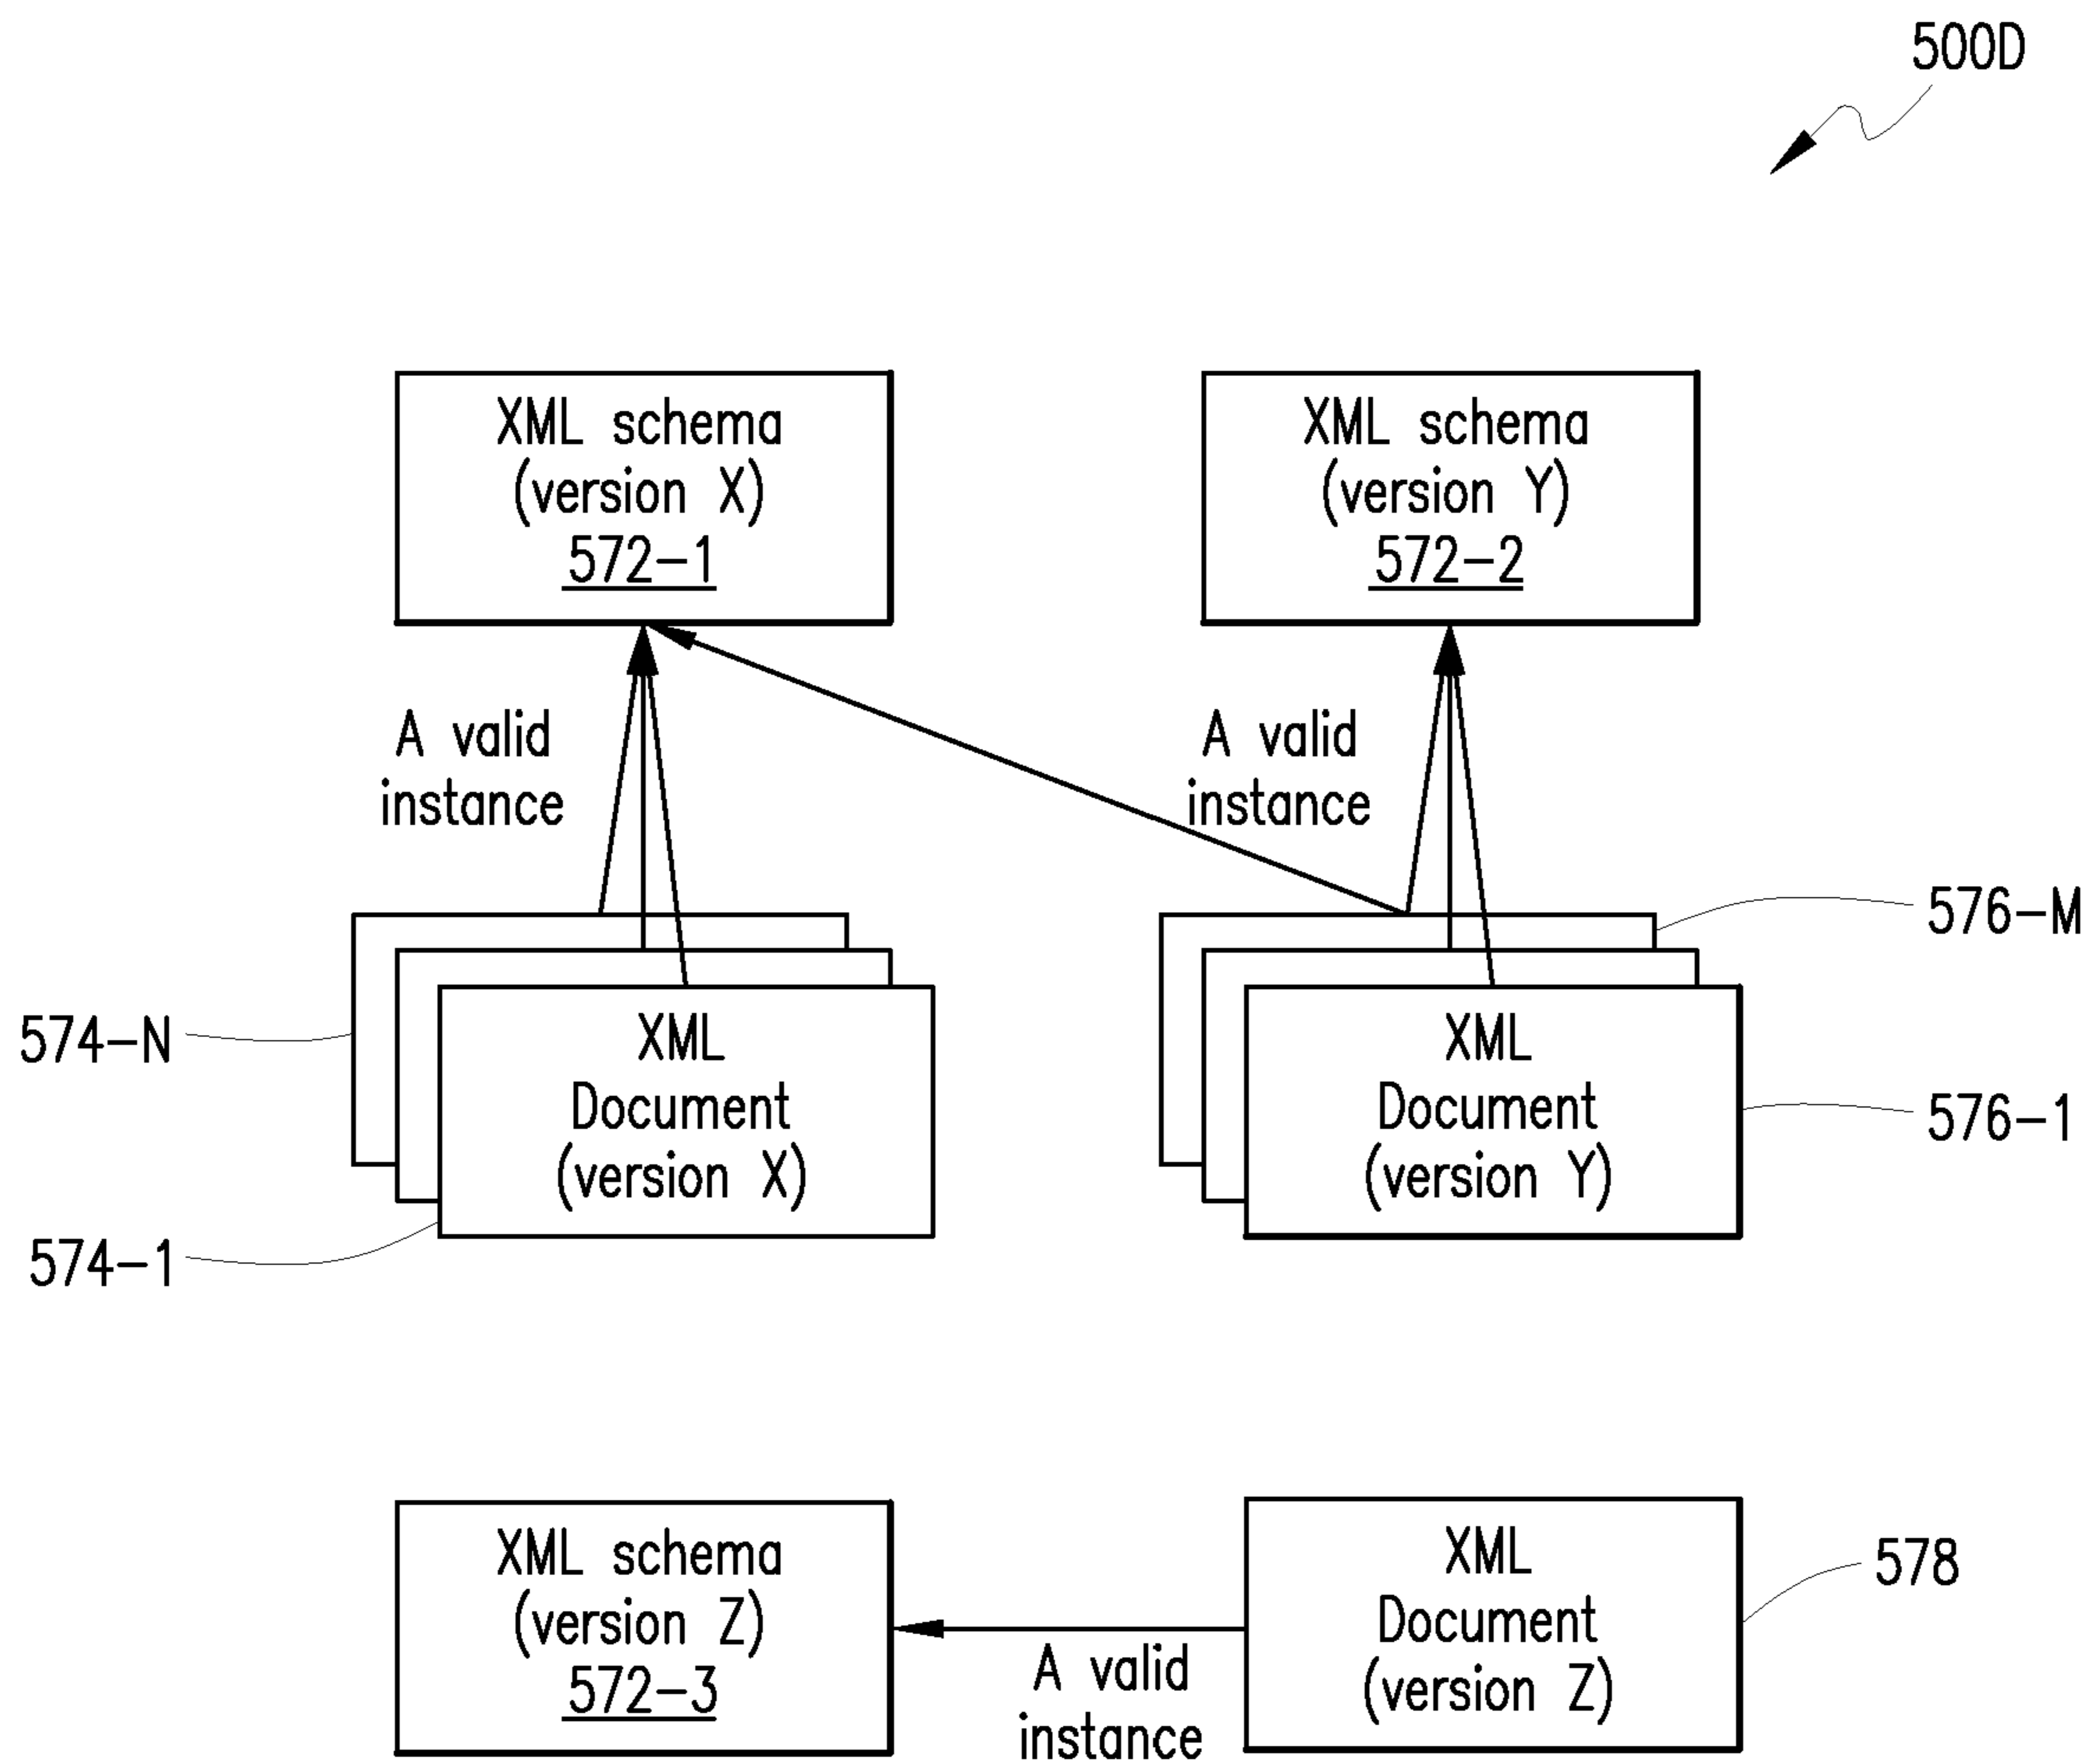 500D
XML schema
(version X)
572-1
XML schema
(version Y)
572-2
A valid
instance
A valid
instance
576-M
574-N
XML
Document
(version X)
XML
Document
(version Y)
576-1
574-1
XML schema
(version Z)
572-3
A valid
instance
XML
Document
(version Z)
578